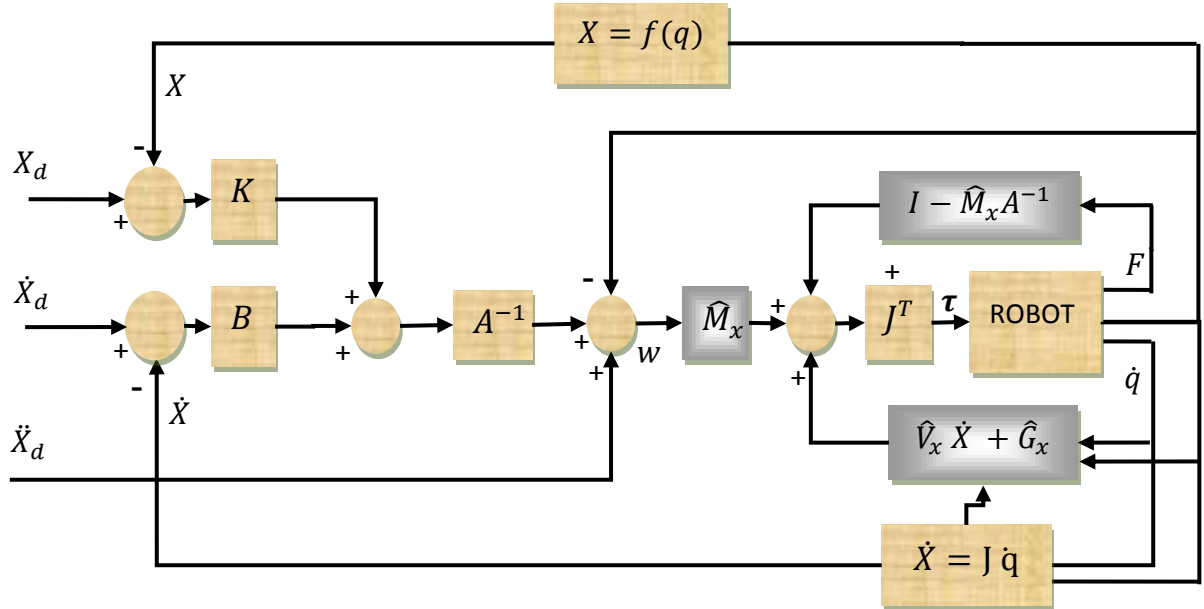 X = f(q)
X
-
X_d
+
K
I − M̂_x A⁻¹
F
-
+
Ẋ_d
+
B
+
+
A⁻¹
+
w
+
M̂_x
+
+
J^T
τ
ROBOT
q̇
-
Ẋ
Ẍ_d
V̂_x Ẋ + Ĝ_x
Ẋ = J q̇